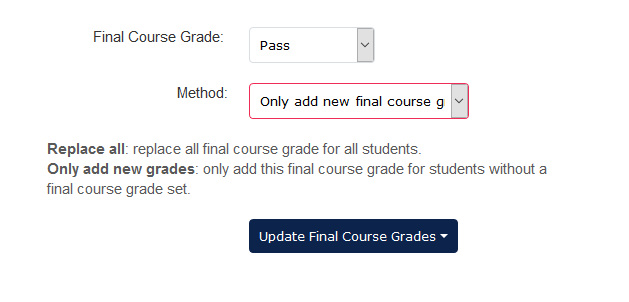 Final Course Grade: Pass
Method: Only add new final course g
Replace all: replace all final course grade for all students.
Only add new grades: only add this final course grade for students without a
final course grade set.
Update Final Course Grades